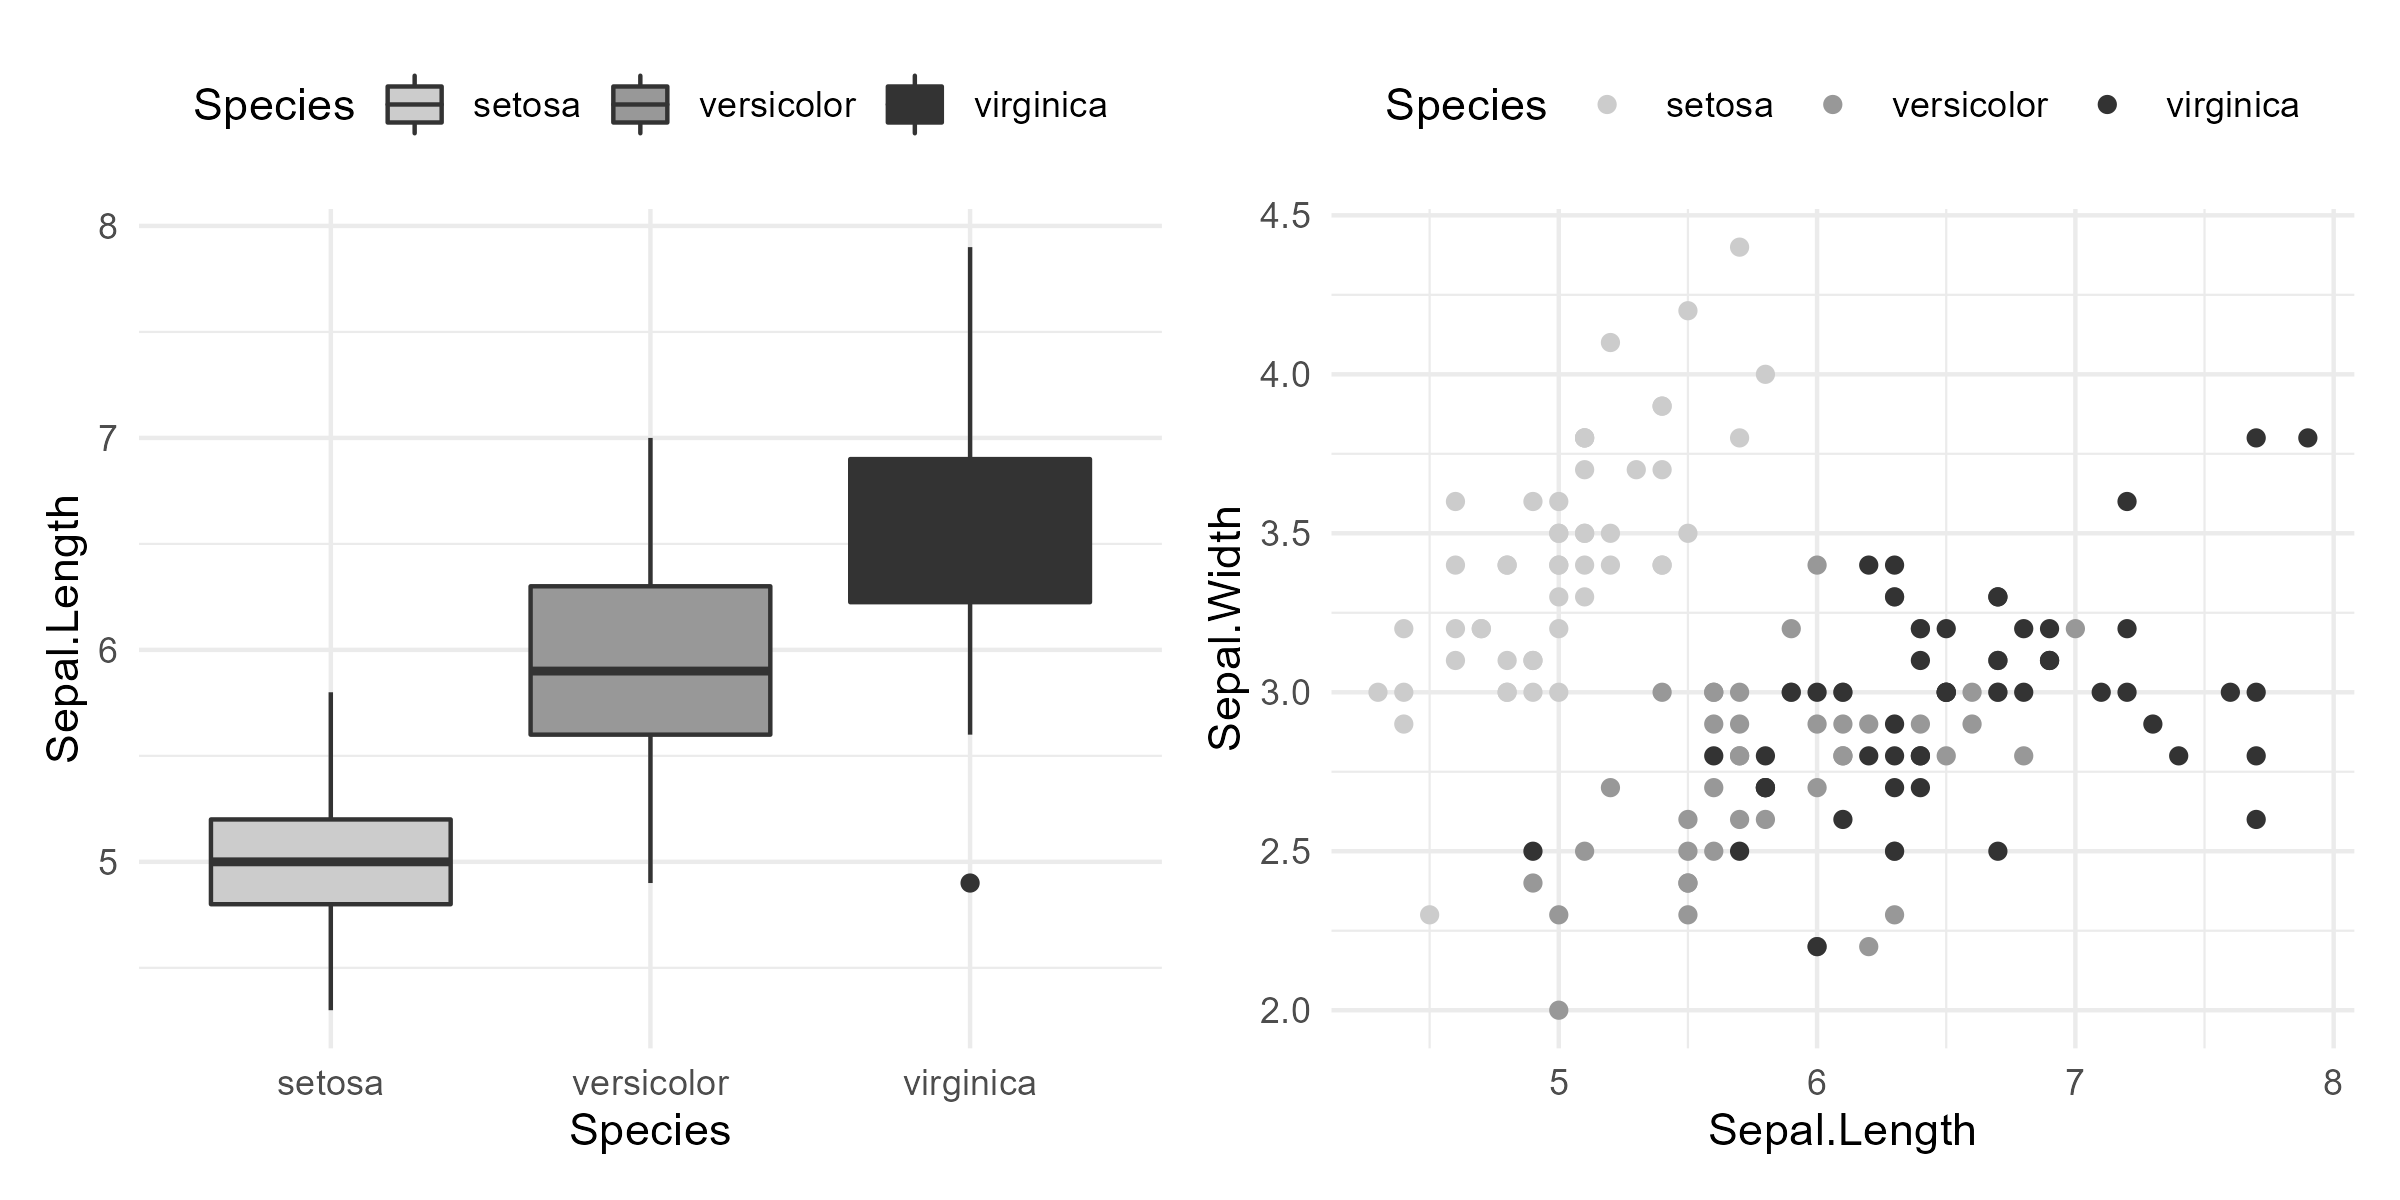 Species setosa versicolor virginica
8
7
6
5
Sepal.Length
setosa versicolor virginica
Species
Species setosa versicolor virginica
4.5
4.0
3.5
3.0
2.5
2.0
Sepal.Width
5 6 7 8
Sepal.Length